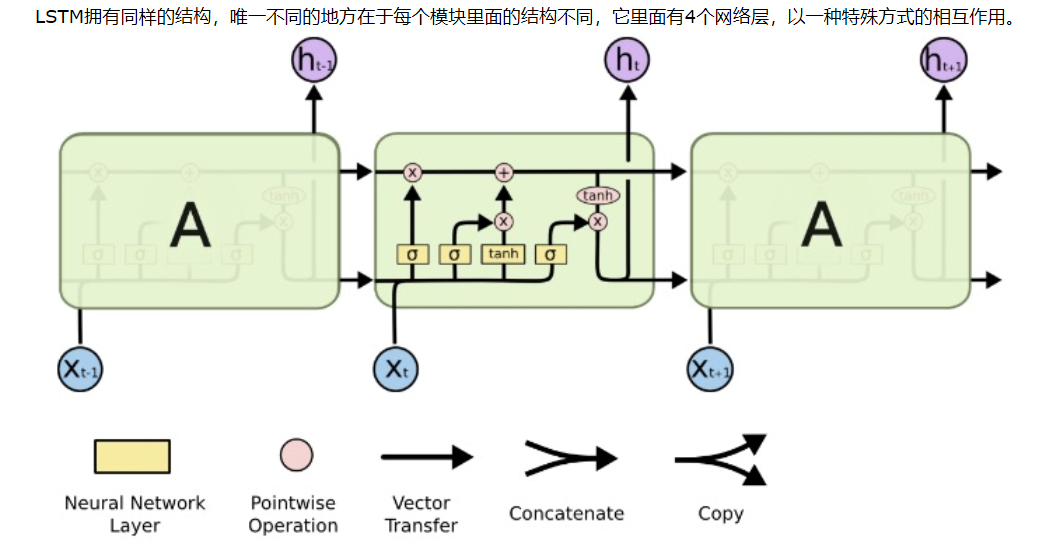 LSTM拥有同样的结构，唯一不同的地方在于每个模块里面的结构不同，它里面有4个网络层，以一种特殊方式的相互作用。
ht-1 ht ht+1
x + x + x +
tanh tanh tanh
A x x x A x
σ σ σ σ tanh σ σ σ σ
Xt-1 Xt Xt+1
Neural Network Layer
Pointwise Operation
Vector Transfer
Concatenate
Copy